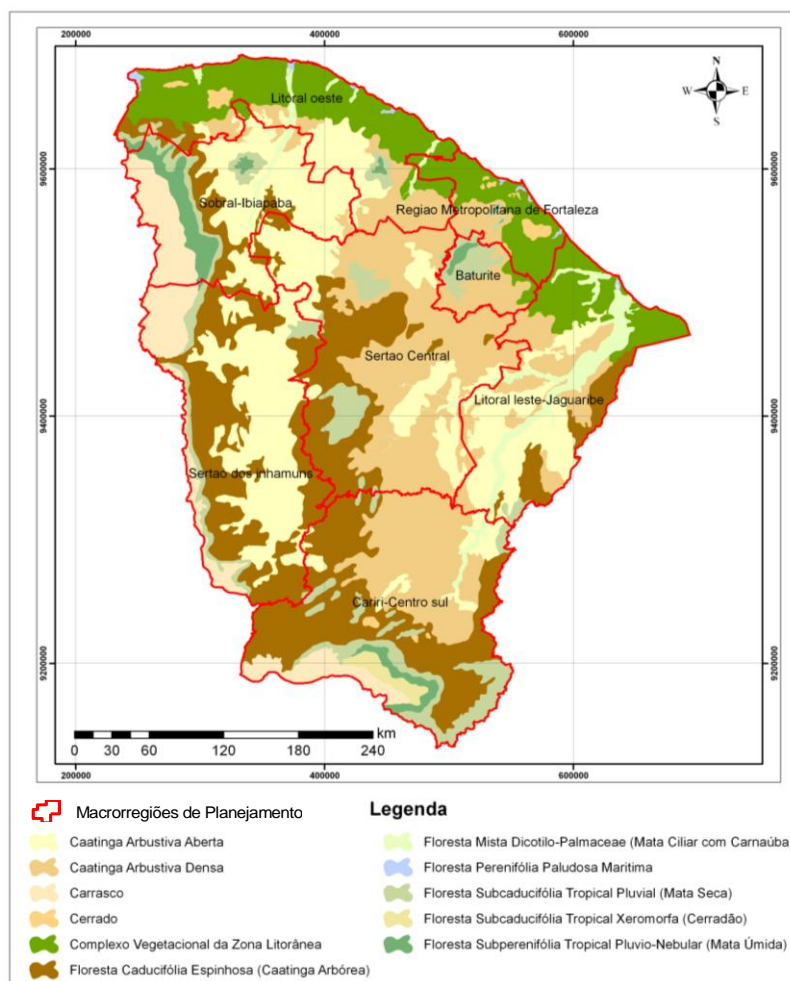 200000 400000 600000
N
W E
S
Litoral oeste
9600000 9600000
Sobral-Ibiapaba
Regiao Metropolitana de Fortaleza
Baturite
Sertao Central
Litoral leste-Jaguaribe
9400000 9400000
Sertao dos inhamuns
Cariri-Centro sul
9200000 9200000
km
0 30 60 120 180 240
200000 400000 600000
Macrorregiões de Planejamento
Legenda
Caatinga Arbustiva Aberta
Caatinga Arbustiva Densa
Carrasco
Cerrado
Complexo Vegetacional da Zona Litorânea
Floresta Caducifólia Espinhosa (Caatinga Arbórea)
Floresta Mista Dicotilo-Palmaceae (Mata Ciliar com Carnaúba)
Floresta Perenifólia Paludosa Maritima
Floresta Subcaducifólia Tropical Pluvial (Mata Seca)
Floresta Subcaducifólia Tropical Xeromorfa (Cerradão)
Floresta Subperenifólia Tropical Pluvio-Nebular (Mata Úmida)